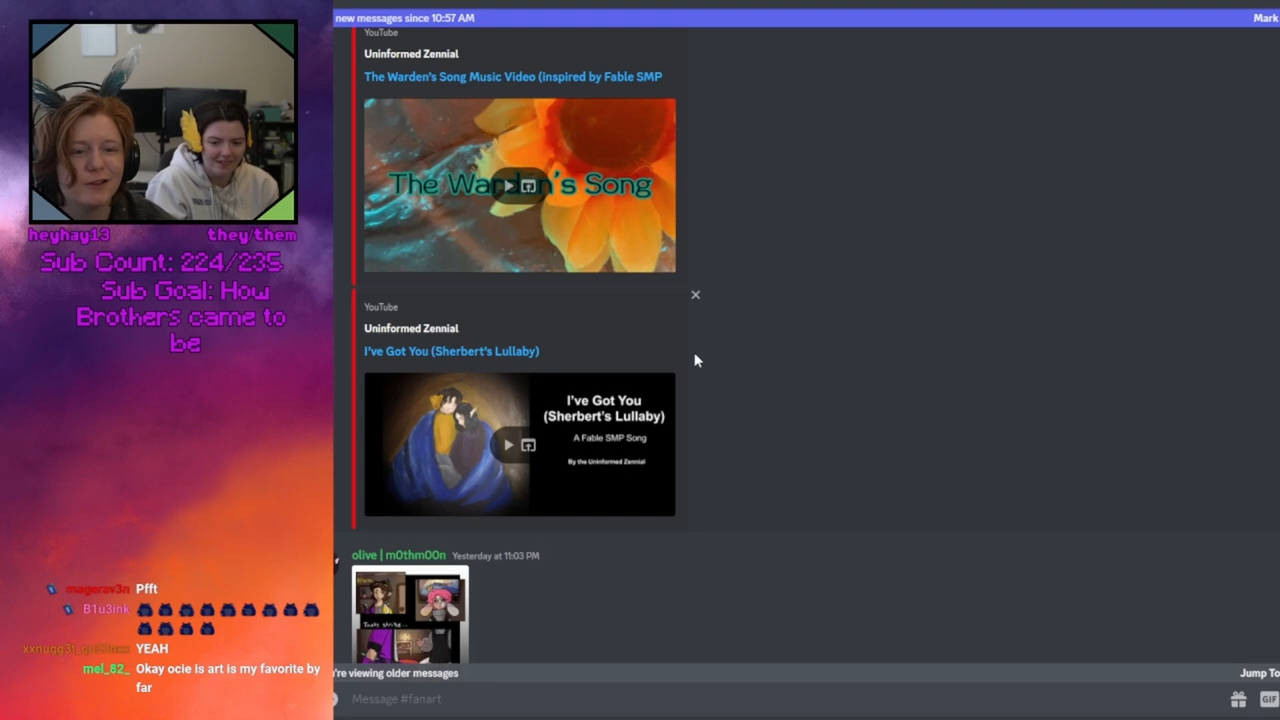 new messages since 10:57 AM
Mark
YouTube
Uninformed Zennial
The Warden's Song Music Video (inspired by Fable SMP
The Warden's Song
YouTube
Uninformed Zennial
I've Got You (Sherbert's Lullaby)
I've Got You
(Sherbert's Lullaby)
A Fable SMP Song
By the Uninformed Zennial
olive | m0thm00n Yesterday at 11:03 PM
're viewing older messages
Jump To
Message #fanart
GIF
heyhay13 they/them
Sub Count: 224/235
Sub Goal: How
Brothers came to
be
magerav3n Pfft
B1u3ink
YEAH
mel_82_ Okay ocie is art is my favorite by
far